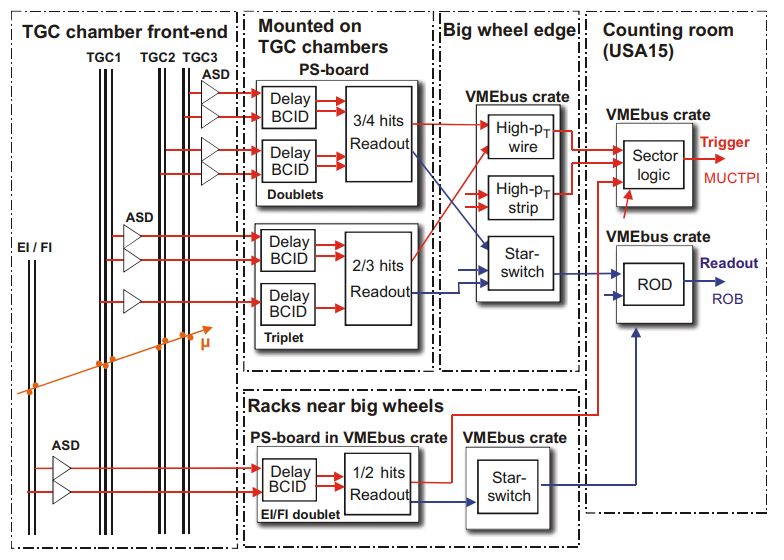 TGC chamber front-end
TGC1
TGC2
TGC3
ASD
ASD
EI / FI
μ
ASD
Mounted on
TGC chambers
PS-board
Delay
BCID
Delay
BCID
3/4 hits
Readout
Doublets
Delay
BCID
Delay
BCID
2/3 hits
Readout
Triplet
Big wheel edge
VMEbus crate
High-pT
wire
High-pT
strip
Star-
switch
Counting room
(USA15)
VMEbus crate
Sector
logic
Trigger
MUCTPI
VMEbus crate
ROD
Readout
ROB
Racks near big wheels
PS-board in VMEbus crate
Delay
BCID
1/2 hits
Readout
EI/FI doublet
VMEbus crate
Star-
switch